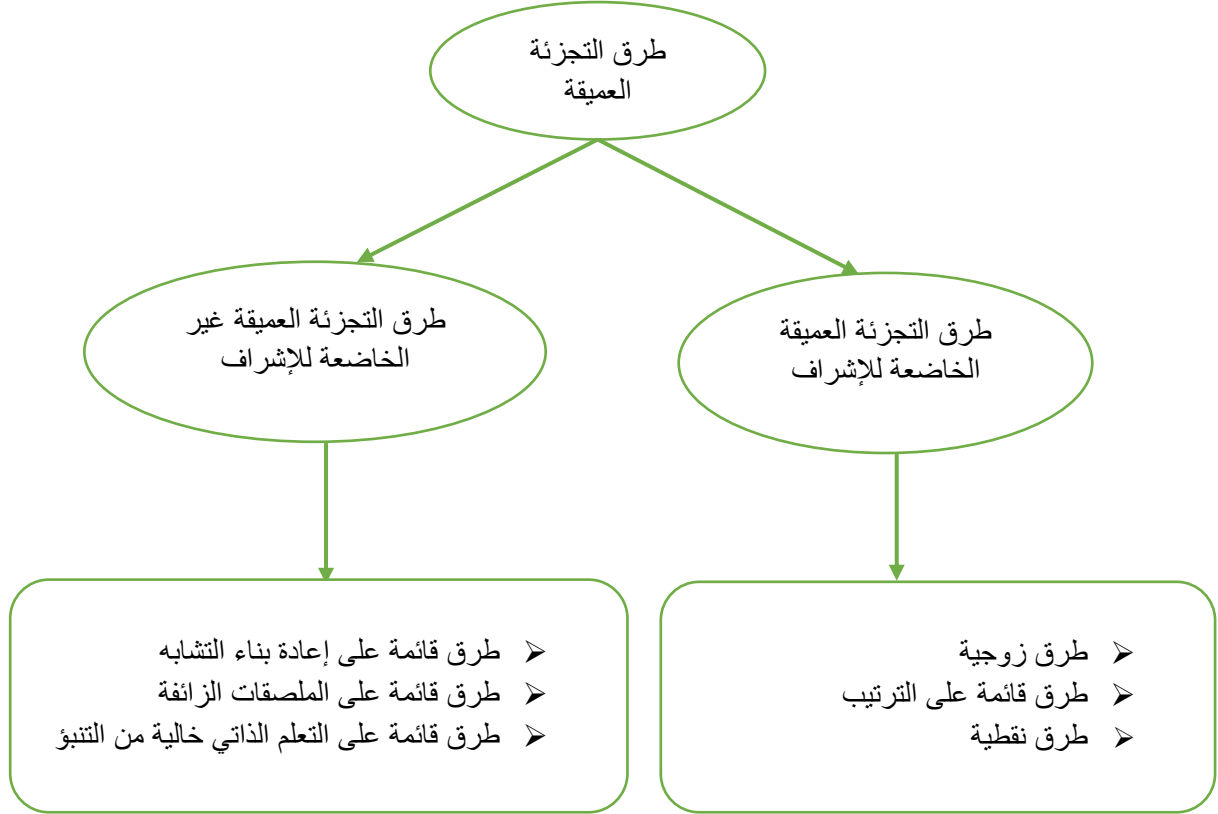 طرق التجزئة
العميقة
طرق التجزئة العميقة
الخاضعة للإشراف
طرق التجزئة العميقة غير
الخاضعة للإشراف
⮚ طرق زوجية
⮚ طرق قائمة على الترتيب
⮚ طرق نقطية
⮚ طرق قائمة على إعادة بناء التشابه
⮚ طرق قائمة على الملصقات الزائفة
⮚ طرق قائمة على التعلم الذاتي خالية من التنبؤ